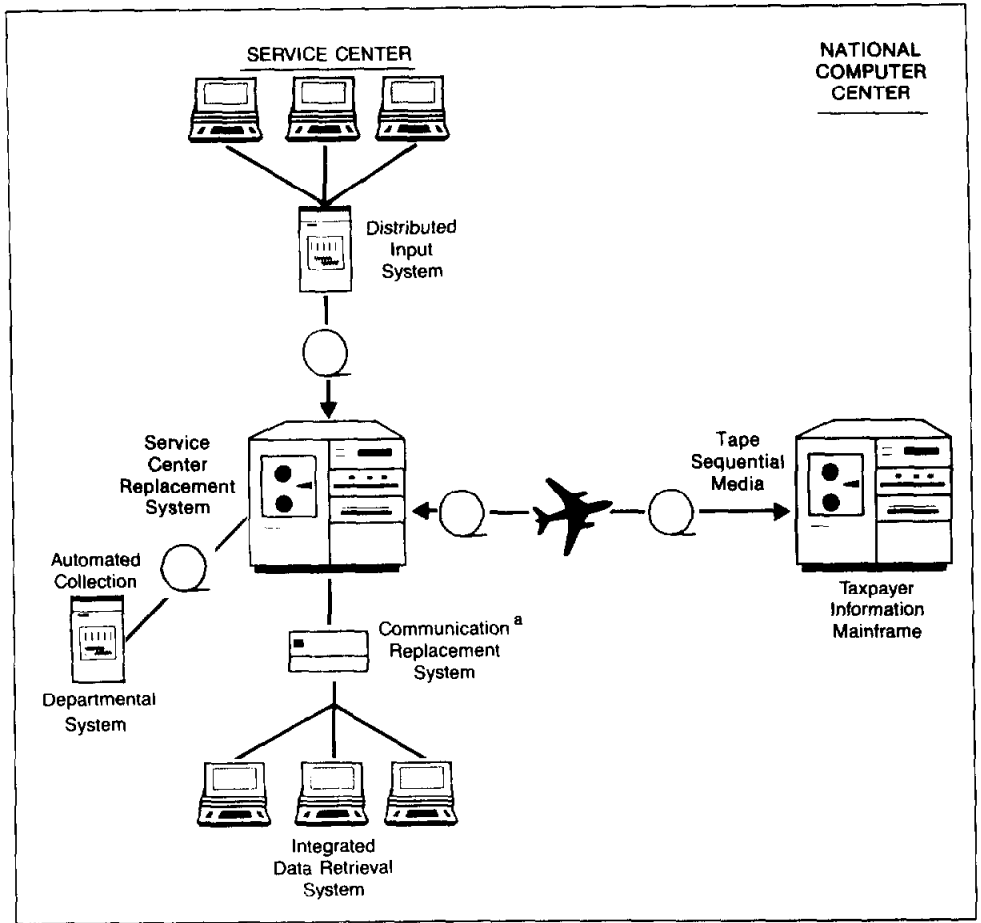 SERVICE CENTER
NATIONAL
COMPUTER
CENTER
Distributed
Input
System
Service
Center
Replacement
System
Tape
Sequential
Media
Automated
Collection
Departmental
System
Communication a
Replacement
System
Taxpayer
Information
Mainframe
Integrated
Data Retrieval
System